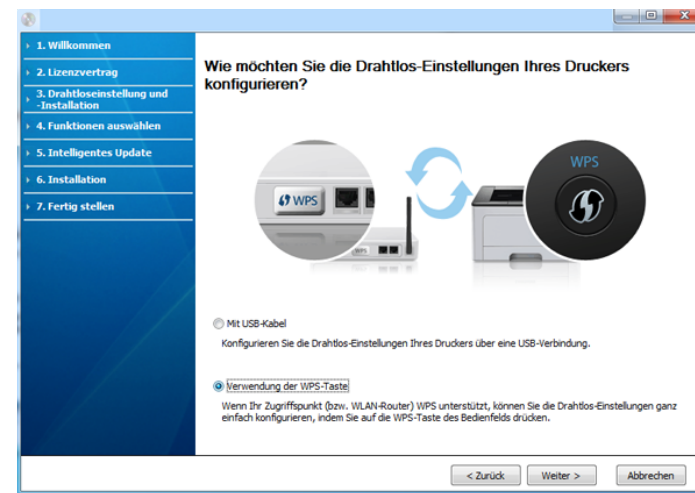 1. Willkommen
2. Lizenzvertrag
3. Drahtloseinstellung und
-Installation
4. Funktionen auswählen
5. Intelligentes Update
6. Installation
7. Fertig stellen
Wie möchten Sie die Drahtlos-Einstellungen Ihres Druckers
konfigurieren?
WPS
WPS
WPS
Mit USB-Kabel
Konfigurieren Sie die Drahtlos-Einstellungen Ihres Druckers über eine USB-Verbindung.
Verwendung der WPS-Taste
Wenn Ihr Zugriffspunkt (bzw. WLAN-Router) WPS unterstützt, können Sie die Drahtlos-Einstellungen ganz
einfach konfigurieren, indem Sie auf die WPS-Taste des Bedienfelds drücken.
< Zurück Weiter > Abbrechen